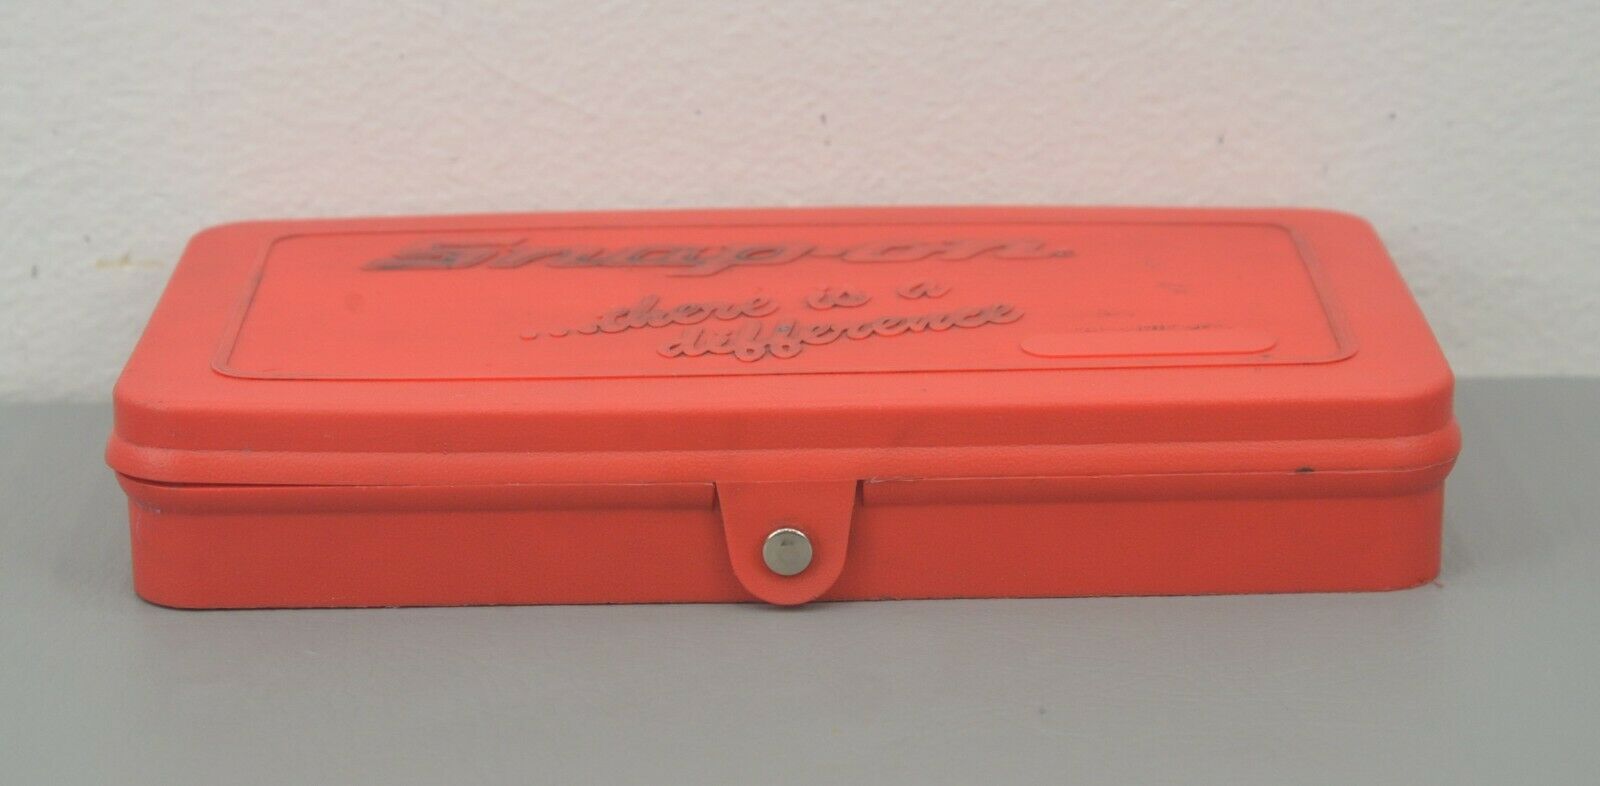 Snap-on®
...there is a
difference